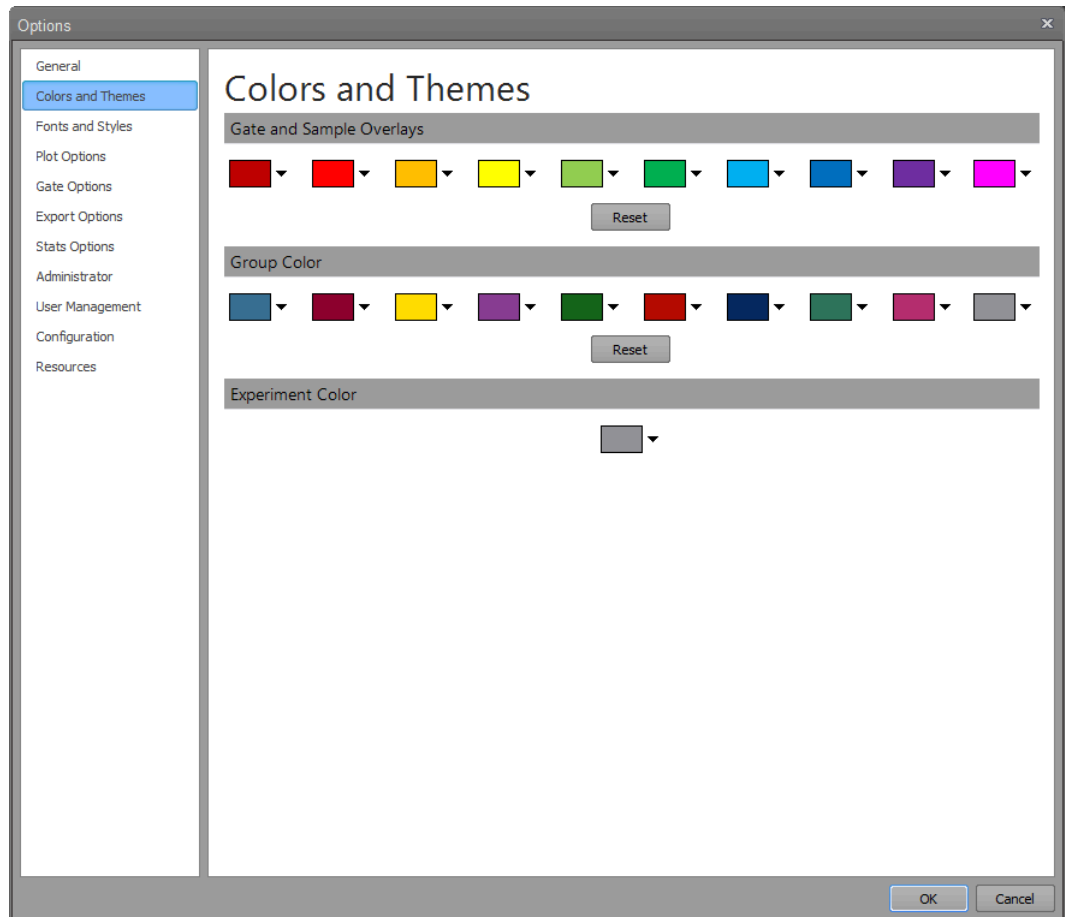 Options
General
Colors and Themes
Fonts and Styles
Plot Options
Gate Options
Export Options
Stats Options
Administrator
User Management
Configuration
Resources
Colors and Themes
Gate and Sample Overlays
Reset
Group Color
Reset
Experiment Color
OK
Cancel